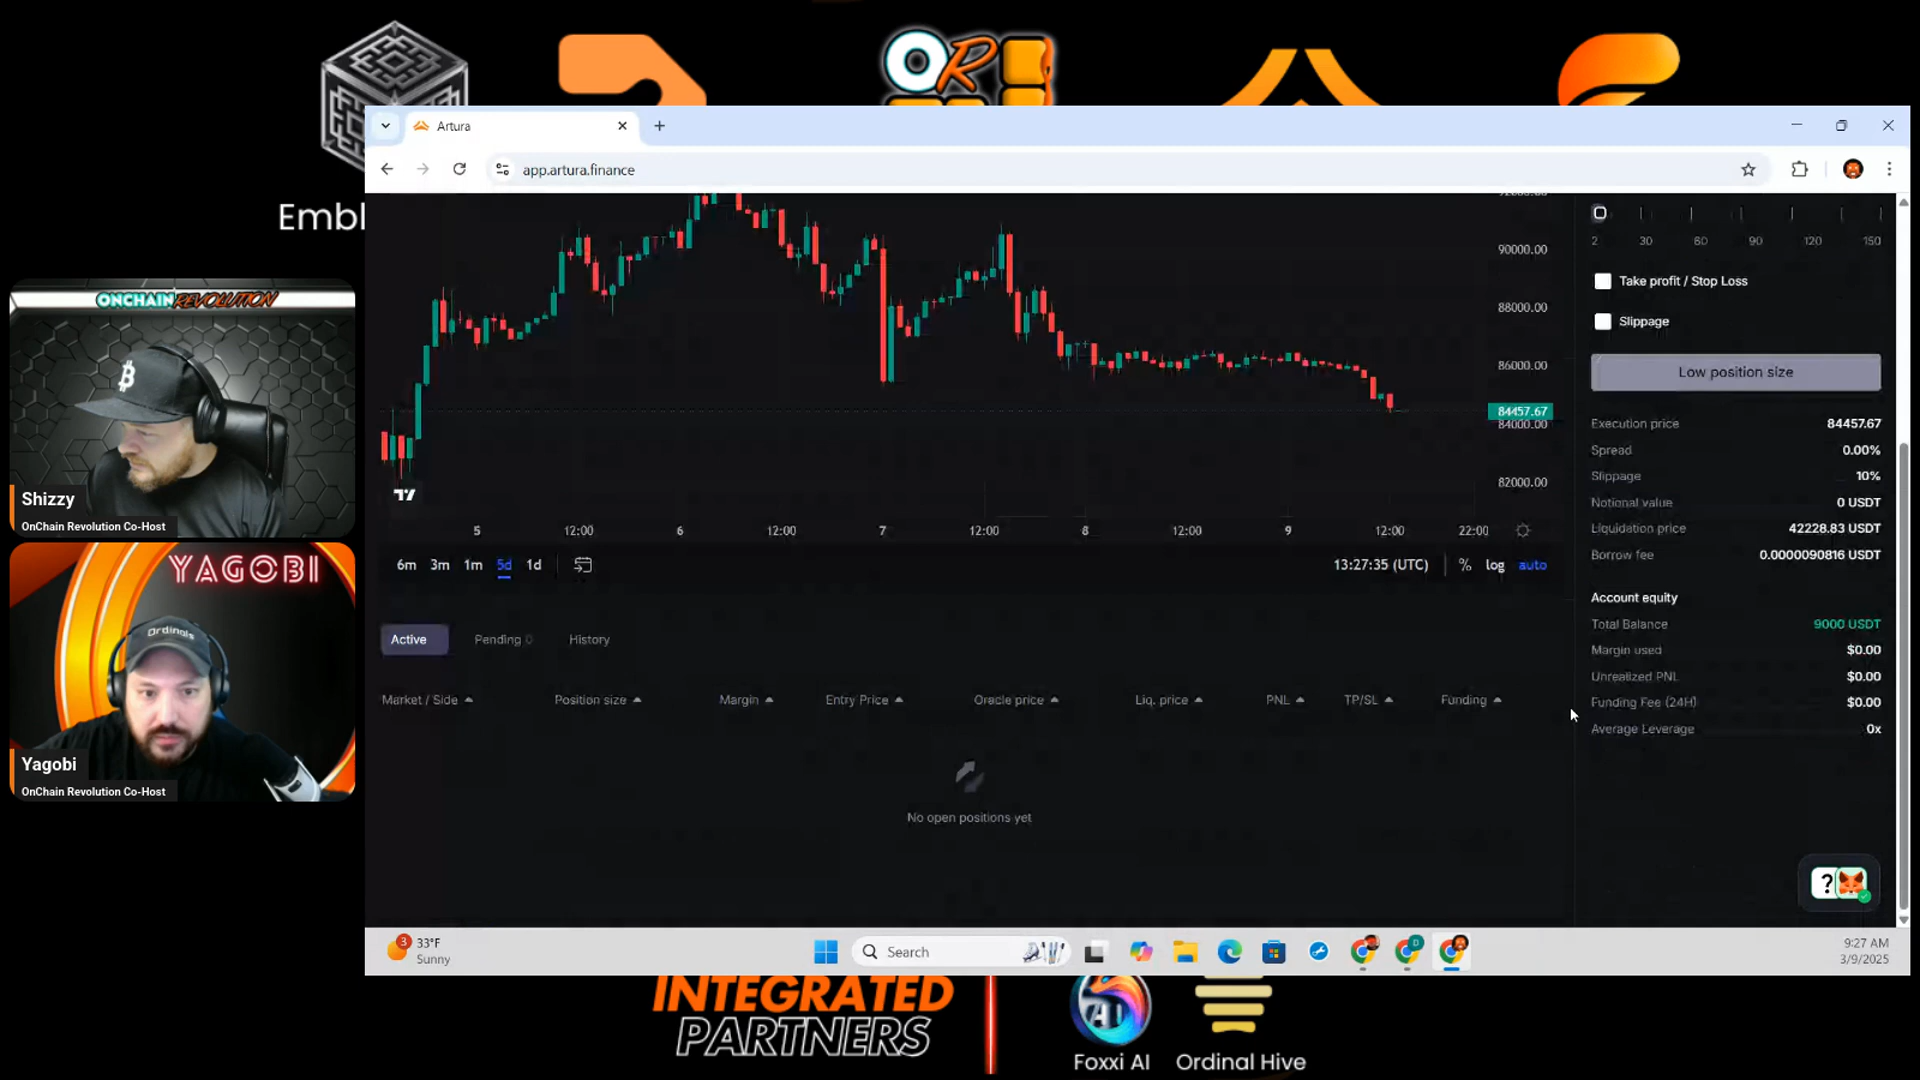 OR
Embl
Artura
app.artura.finance
90000.00
88000.00
86000.00
84457.67
84000.00
82000.00
5 12:00 6 12:00 7 12:00 8 12:00 9 12:00 22:00
6m 3m 1m 5d 1d
13:27:35 (UTC) % log auto
2 30 60 90 120 150
Take profit / Stop Loss
Slippage
Low position size
Execution price 84457.67
Spread 0.00%
Slippage 10%
Notional value 0 USDT
Liquidation price 42228.83 USDT
Borrow fee 0.0000090816 USDT
Account equity
Total Balance 9000 USDT
Margin used $0.00
Unrealized PNL $0.00
Funding Fee (24H) $0.00
Average Leverage 0x
Active Pending 0 History
Market / Side Position size Margin Entry Price Oracle price Liq. price PNL TP/SL Funding
No open positions yet
?
ONCHAIN REVOLUTION
Shizzy
OnChain Revolution Co-Host
YAGOBI
Ordinals
Yagobi
OnChain Revolution Co-Host
3
33°F
Sunny
Search
D
9:27 AM
3/9/2025
INTEGRATED
PARTNERS
AI
Foxxi AI
Ordinal Hive